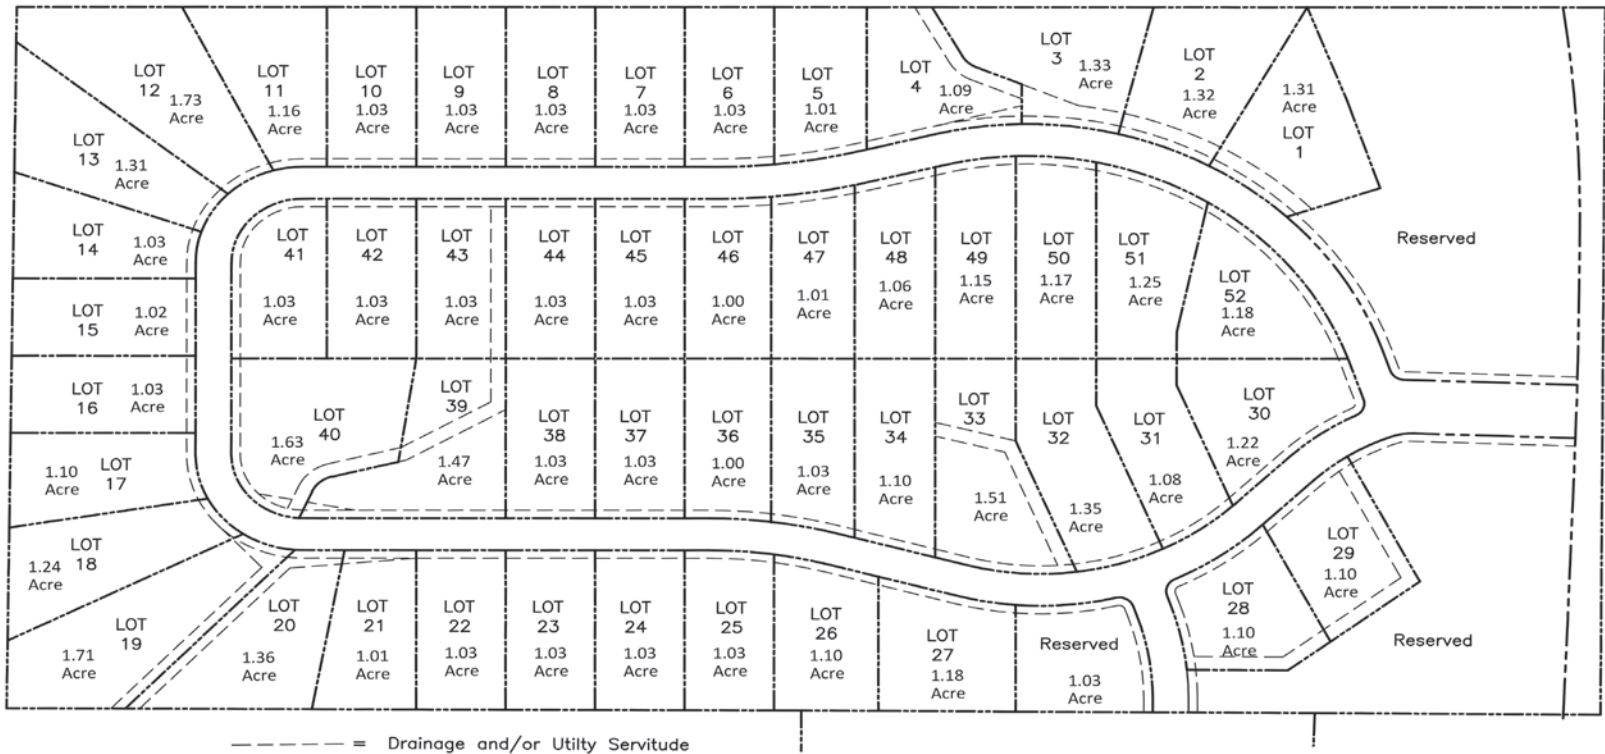 LOT
12
1.73
Acre
LOT
11
1.16
Acre
LOT
10
1.03
Acre
LOT
9
1.03
Acre
LOT
8
1.03
Acre
LOT
7
1.03
Acre
LOT
6
1.03
Acre
LOT
5
1.01
Acre
LOT
4
1.09
Acre
LOT
3
1.33
Acre
LOT
2
1.32
Acre
1.31
Acre
LOT
1
LOT
13
1.31
Acre
LOT
14
1.03
Acre
LOT
15
1.02
Acre
LOT
16
1.03
Acre
1.10
Acre
LOT
17
LOT
18
1.24
Acre
LOT
19
1.71
Acre
LOT
41
1.03
Acre
LOT
42
1.03
Acre
LOT
43
1.03
Acre
LOT
44
1.03
Acre
LOT
45
1.03
Acre
LOT
46
1.00
Acre
LOT
47
1.01
Acre
LOT
48
1.06
Acre
LOT
49
1.15
Acre
LOT
50
1.17
Acre
LOT
51
1.25
Acre
LOT
52
1.18
Acre
Reserved
LOT
40
1.63
Acre
LOT
39
1.47
Acre
LOT
38
1.03
Acre
LOT
37
1.03
Acre
LOT
36
1.00
Acre
LOT
35
1.03
Acre
LOT
34
1.10
Acre
LOT
33
1.51
Acre
LOT
32
1.35
Acre
LOT
31
1.08
Acre
LOT
30
1.22
Acre
LOT
20
1.36
Acre
LOT
21
1.01
Acre
LOT
22
1.03
Acre
LOT
23
1.03
Acre
LOT
24
1.03
Acre
LOT
25
1.03
Acre
LOT
26
1.10
Acre
LOT
27
1.18
Acre
Reserved
1.03
Acre
LOT
28
1.10
Acre
LOT
29
1.10
Acre
Reserved
= Drainage and/or Utilty Servitude